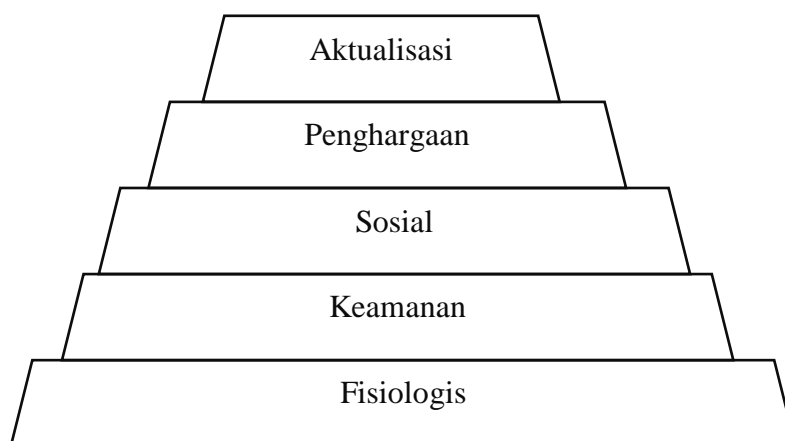 Aktualisasi
Penghargaan
Sosial
Keamanan
Fisiologis